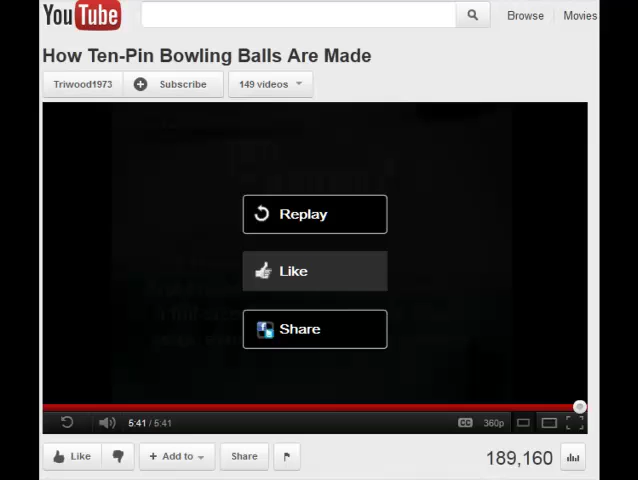 YouTube
Browse Movies
How Ten-Pin Bowling Balls Are Made
Triwood1973 Subscribe 149 videos
Replay
Like
Share
5:41 / 5:41 CC 360p
Like Add to Share 189,160